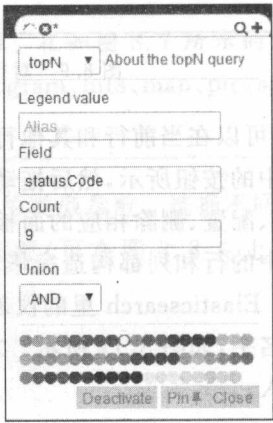 topN ▼ About the topN query
Legend value
Alias
Field
statusCode
Count
9
Union
AND ▼
Deactivate Pin Close